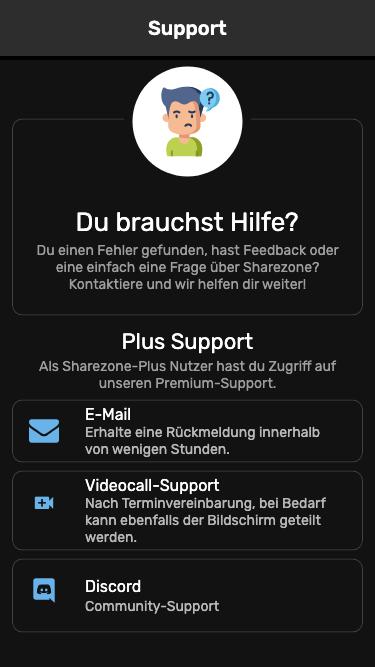 Support
?
Du brauchst Hilfe?
Du einen Fehler gefunden, hast Feedback oder
eine einfach eine Frage über Sharezone?
Kontaktiere und wir helfen dir weiter!
Plus Support
Als Sharezone-Plus Nutzer hast du Zugriff auf
unseren Premium-Support.
E-Mail
Erhalte eine Rückmeldung innerhalb
von wenigen Stunden.
Videocall-Support
Nach Terminvereinbarung, bei Bedarf
kann ebenfalls der Bildschirm geteilt
werden.
Discord
Community-Support